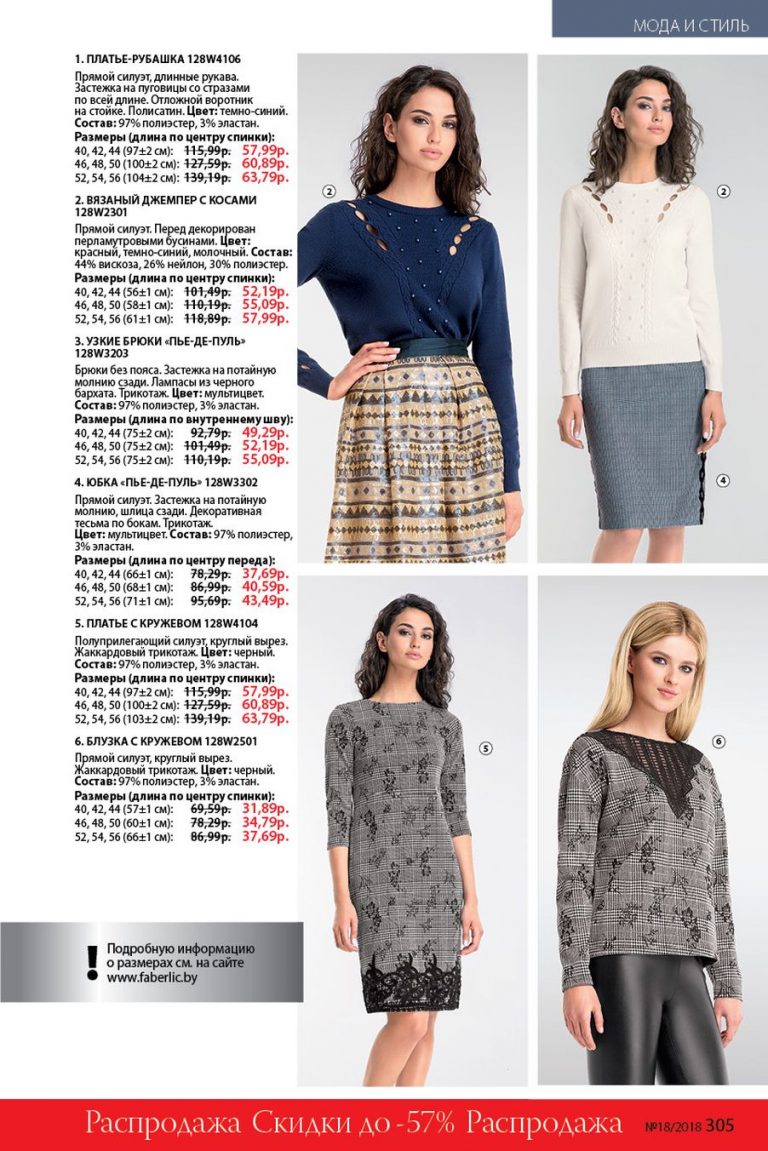 МОДА И СТИЛЬ
1. ПЛАТЬЕ-РУБАШКА 128W4106
Прямой силуэт, длинные рукава.
Застежка на пуговицы со стразами
по всей длине. Отложной воротник
на стойке. Полисатин. Цвет: темно-синий.
Состав: 97% полиэстер, 3% эластан.
Размеры (длина по центру спинки):
40, 42, 44 (97±2 см): 115,99р. 57,99р.
46, 48, 50 (100±2 см): 127,59р. 60,89р.
52, 54, 56 (104±2 см): 139,19р. 63,79р.
2. ВЯЗАНЫЙ ДЖЕМПЕР С КОСАМИ
128W2301
Прямой силуэт. Перед декорирован
перламутровыми бусинами. Цвет:
красный, темно-синий, молочный. Состав:
44% вискоза, 26% нейлон, 30% полиэстер.
Размеры (длина по центру спинки):
40, 42, 44 (56±1 см): 101,49р. 52,19р.
46, 48, 50 (58±1 см): 110,19р. 55,09р.
52, 54, 56 (61±1 см): 118,89р. 57,99р.
3. УЗКИЕ БРЮКИ «ПЬЕ-ДЕ-ПУЛЬ»
128W3203
Брюки без пояса. Застежка на потайную
молнию сзади. Лампасы из черного
бархата. Трикотаж. Цвет: мультицвет.
Состав: 97% полиэстер, 3% эластан.
Размеры (длина по внутреннему шву):
40, 42, 44 (75±2 см): 92,79р. 49,29р.
46, 48, 50 (75±2 см): 101,49р. 52,19р.
52, 54, 56 (75±2 см): 110,19р. 55,09р.
4. ЮБКА «ПЬЕ-ДЕ-ПУЛЬ» 128W3302
Прямой силуэт. Застежка на потайную
молнию, шлица сзади. Декоративная
тесьма по бокам. Трикотаж.
Цвет: мультицвет. Состав: 97% полиэстер,
3% эластан.
Размеры (длина по центру переда):
40, 42, 44 (66±1 см): 78,29р. 37,69р.
46, 48, 50 (68±1 см): 86,99р. 40,59р.
52, 54, 56 (71±1 см): 95,69р. 43,49р.
5. ПЛАТЬЕ С КРУЖЕВОМ 128W4104
Полуприлегающий силуэт, круглый вырез.
Жаккардовый трикотаж. Цвет: черный.
Состав: 97% полиэстер, 3% эластан.
Размеры (длина по центру спинки):
40, 42, 44 (97±2 см): 115,99р. 57,99р.
46, 48, 50 (100±2 см): 127,59р. 60,89р.
52, 54, 56 (103±2 см): 139,19р. 63,79р.
6. БЛУЗКА С КРУЖЕВОМ 128W2501
Прямой силуэт, круглый вырез.
Жаккардовый трикотаж. Цвет: черный.
Состав: 97% полиэстер, 3% эластан.
Размеры (длина по центру спинки):
40, 42, 44 (57±1 см): 69,59р. 31,89р.
46, 48, 50 (60±1 см): 78,29р. 34,79р.
52, 54, 56 (66±1 см): 86,99р. 37,69р.
2
2
4
5
6
! Подробную информацию
о размерах см. на сайте
www.faberlic.by
Распродажа Скидки до -57% Распродажа
№18/2018 305